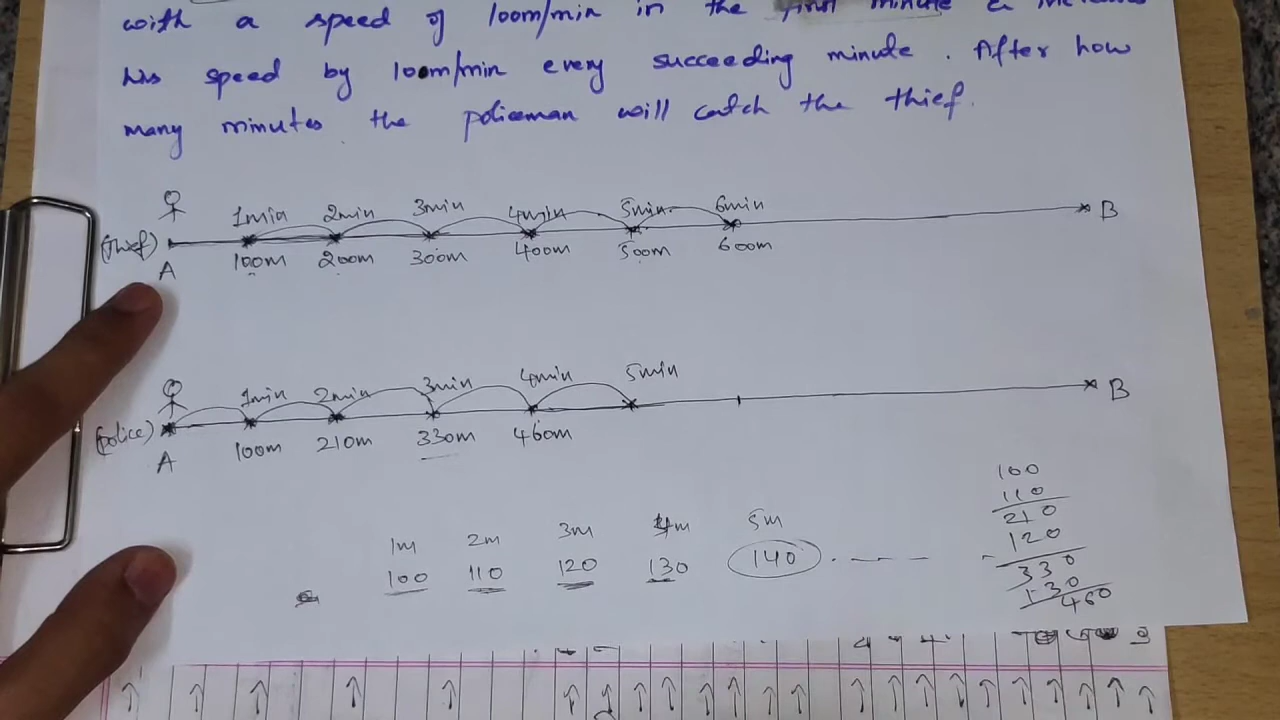 with a speed of 100m/min in the first minute &
his speed by 10m/min every succeeding minute. After how
many minutes the policeman will catch the thief.
1min 2min 3min 4min 5min 6min
(Thief) B
A 100m 200m 300m 400m 500m 600m
1min 2min 3min 4min 5min
(police) B
A 100m 210m 330m 460m
1m 2m 3m 4m 5m
100 110 120 130 140 . - - - -
100
110
210
120
330
130
460